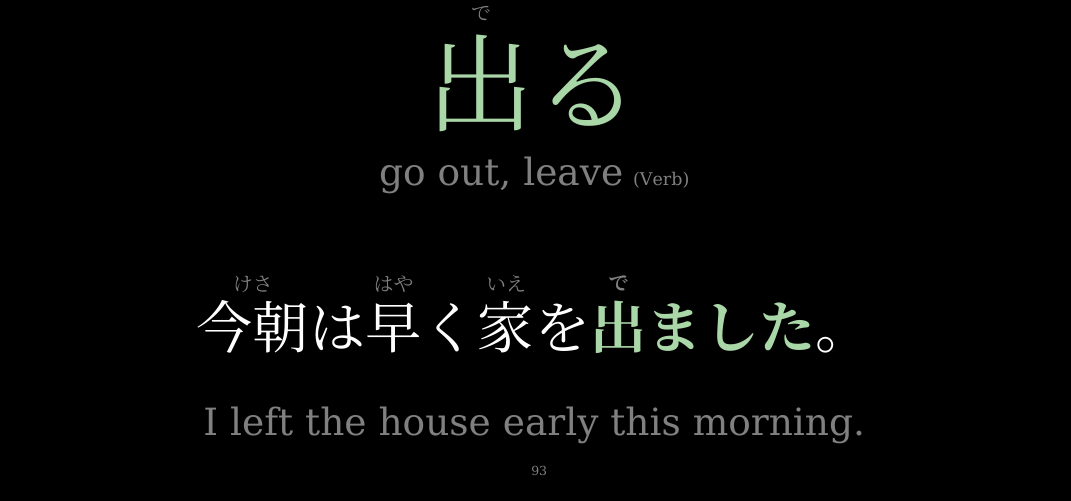 で
出る
go out, leave (Verb)
けさ はや いえ で
今朝は早く家を出ました。
I left the house early this morning.
93